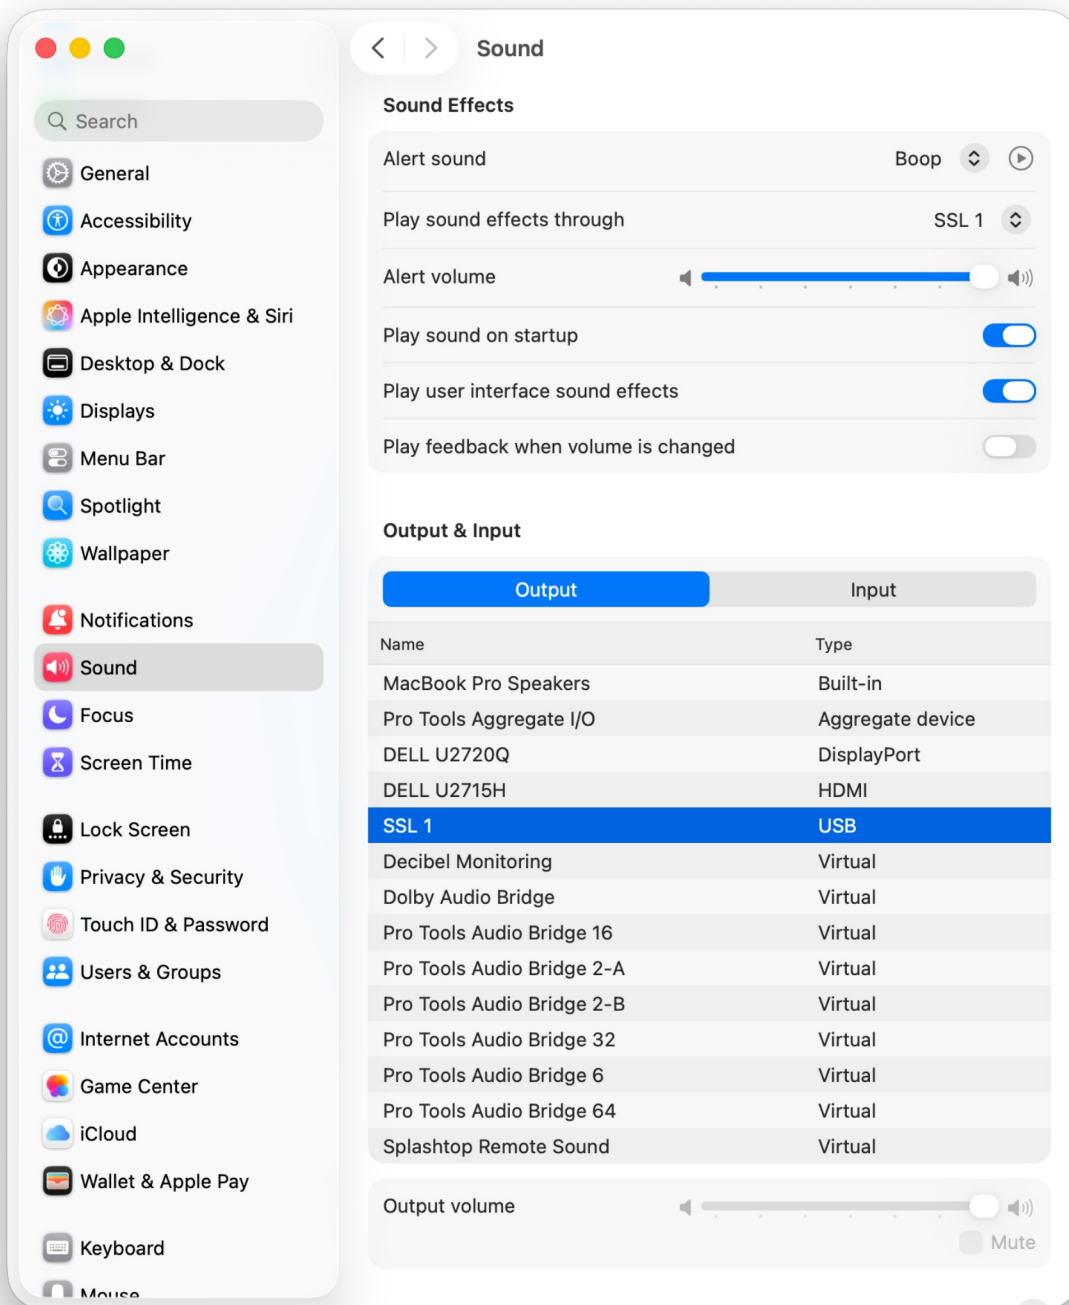 Sound
Search
General
Accessibility
Appearance
Apple Intelligence & Siri
Desktop & Dock
Displays
Menu Bar
Spotlight
Wallpaper
Notifications
Sound
Focus
Screen Time
Lock Screen
Privacy & Security
Touch ID & Password
Users & Groups
Internet Accounts
Game Center
iCloud
Wallet & Apple Pay
Keyboard
Mouse
Sound Effects
Alert sound Boop
Play sound effects through SSL 1
Alert volume
Play sound on startup
Play user interface sound effects
Play feedback when volume is changed
Output & Input
Output Input
Name Type
MacBook Pro Speakers Built-in
Pro Tools Aggregate I/O Aggregate device
DELL U2720Q DisplayPort
DELL U2715H HDMI
SSL 1 USB
Decibel Monitoring Virtual
Dolby Audio Bridge Virtual
Pro Tools Audio Bridge 16 Virtual
Pro Tools Audio Bridge 2-A Virtual
Pro Tools Audio Bridge 2-B Virtual
Pro Tools Audio Bridge 32 Virtual
Pro Tools Audio Bridge 6 Virtual
Pro Tools Audio Bridge 64 Virtual
Splashtop Remote Sound Virtual
Output volume
Mute